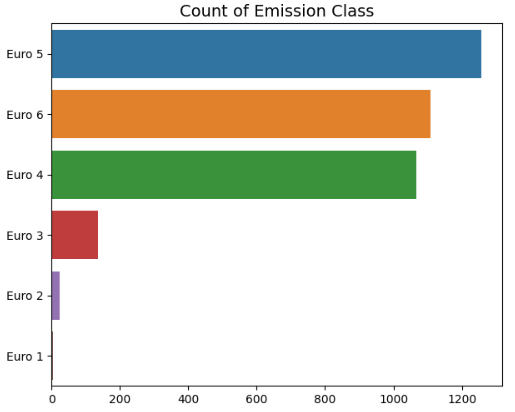 Count of Emission Class
Euro 5
Euro 6
Euro 4
Euro 3
Euro 2
Euro 1
0 200 400 600 800 1000 1200